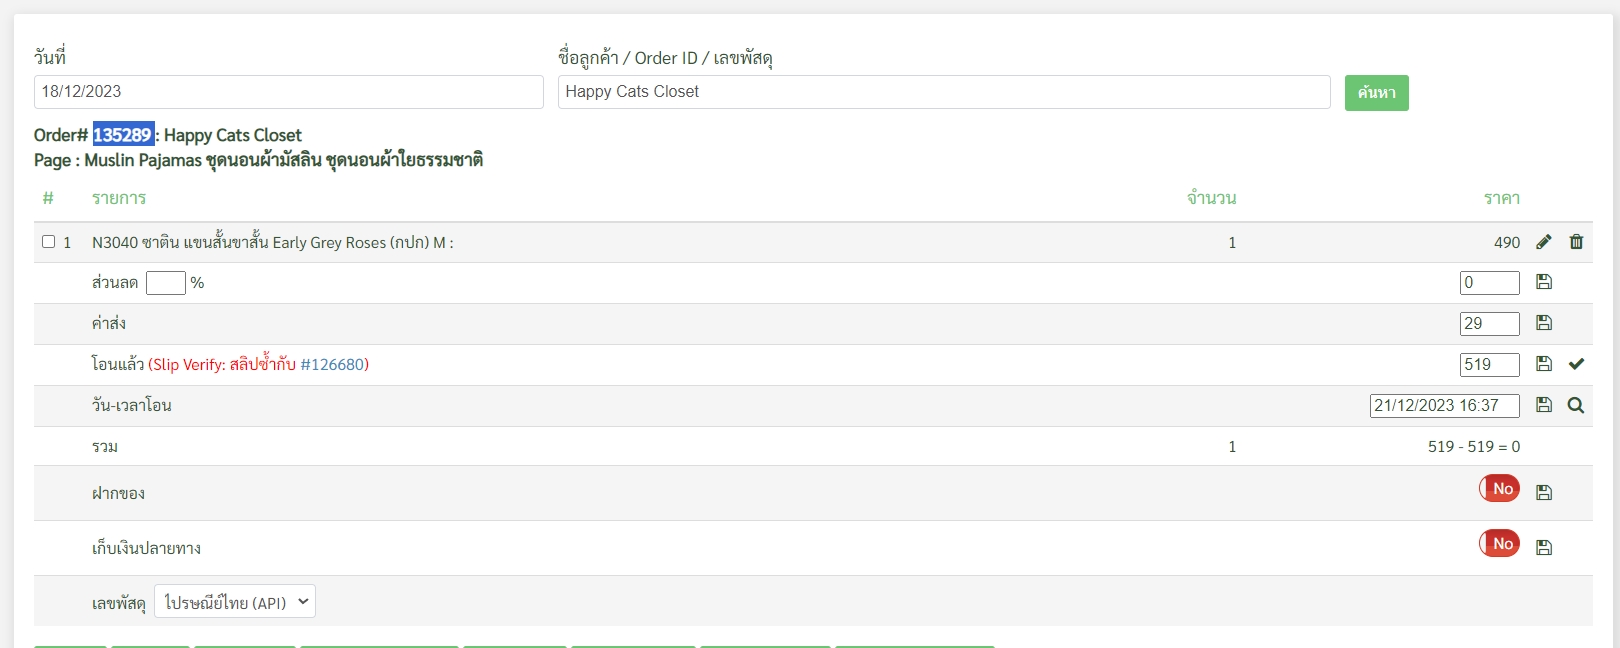 วันที่ ชื่อลูกค้า / Order ID / เลขพัสดุ
18/12/2023 Happy Cats Closet ค้นหา
Order# 135289 : Happy Cats Closet
Page : Muslin Pajamas ชุดนอนผ้ามัสลิน ชุดนอนผ้าใยธรรมชาติ
# รายการ จำนวน ราคา
1 N3040 ซาติน แขนสั้นขาสั้น Early Grey Roses (กปก) M : 1 490
ส่วนลด % 0
ค่าส่ง 29
โอนแล้ว (Slip Verify: สลิปซ้ำกับ #126680) 519
วัน-เวลาโอน 21/12/2023 16:37
รวม 1 519 - 519 = 0
ฝากของ No
เก็บเงินปลายทาง No
เลขพัสดุ ไปรษณีย์ไทย (API)